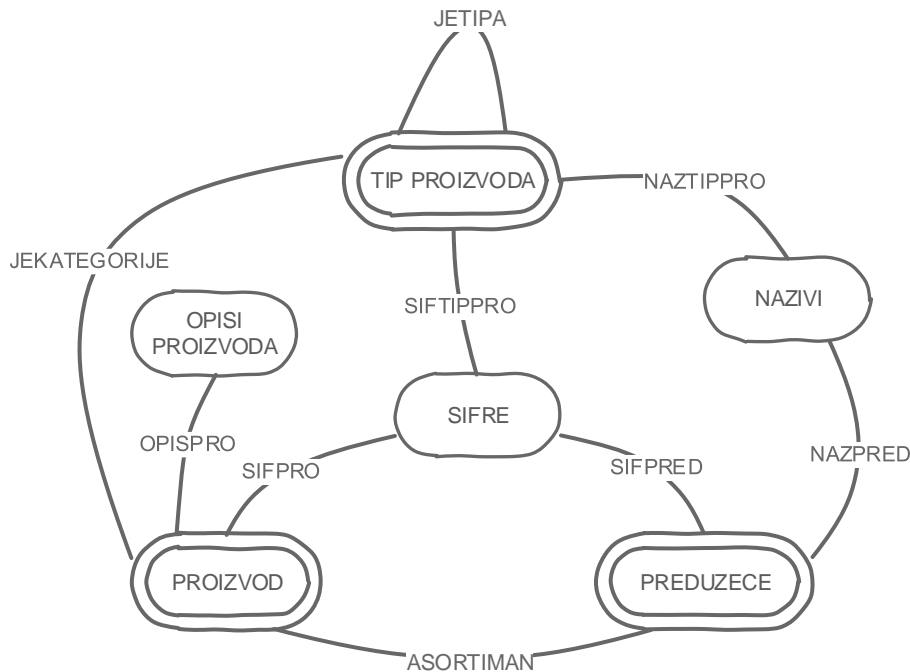 JETIPA
TIP PROIZVODA
NAZTIPPRO
JEKATEGORIJE
NAZIVI
SIFTIPPRO
OPISI
PROIZVODA
SIFRE
OPISPRO
SIFPRO
SIFPRED
NAZPRED
PROIZVOD
PREDUZECE
ASORTIMAN